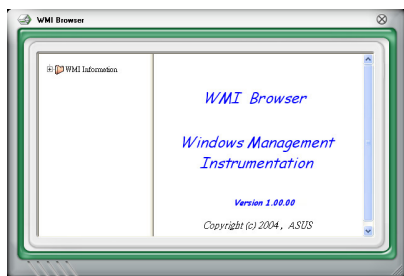 WMI Browser
WMI Information
WMI Browser
Windows Management
Instrumentation
Version 1.00.00
Copyright (c) 2004, ASUS